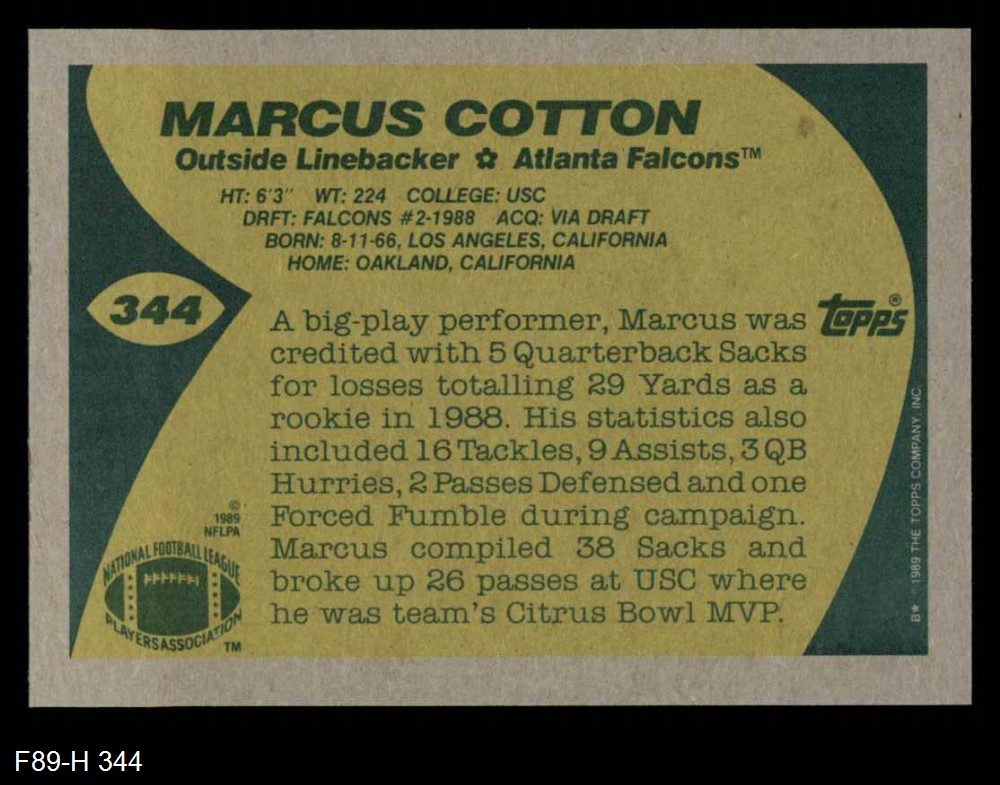 MARCUS COTTON
Outside Linebacker ✿ Atlanta Falcons™
HT: 6'3" WT: 224 COLLEGE: USC
DRFT: FALCONS #2-1988 ACQ: VIA DRAFT
BORN: 8-11-66, LOS ANGELES, CALIFORNIA
HOME: OAKLAND, CALIFORNIA
344
topps®
A big-play performer, Marcus was
credited with 5 Quarterback Sacks
for losses totalling 29 Yards as a
rookie in 1988. His statistics also
included 16 Tackles, 9 Assists, 3 QB
Hurries, 2 Passes Defensed and one
Forced Fumble during campaign.
Marcus compiled 38 Sacks and
broke up 26 passes at USC where
he was team's Citrus Bowl MVP.
©
1989
NFLPA
NATIONAL FOOTBALL LEAGUE
PLAYERS ASSOCIATION
TM
B* © 1989 THE TOPPS COMPANY, INC.
F89-H 344